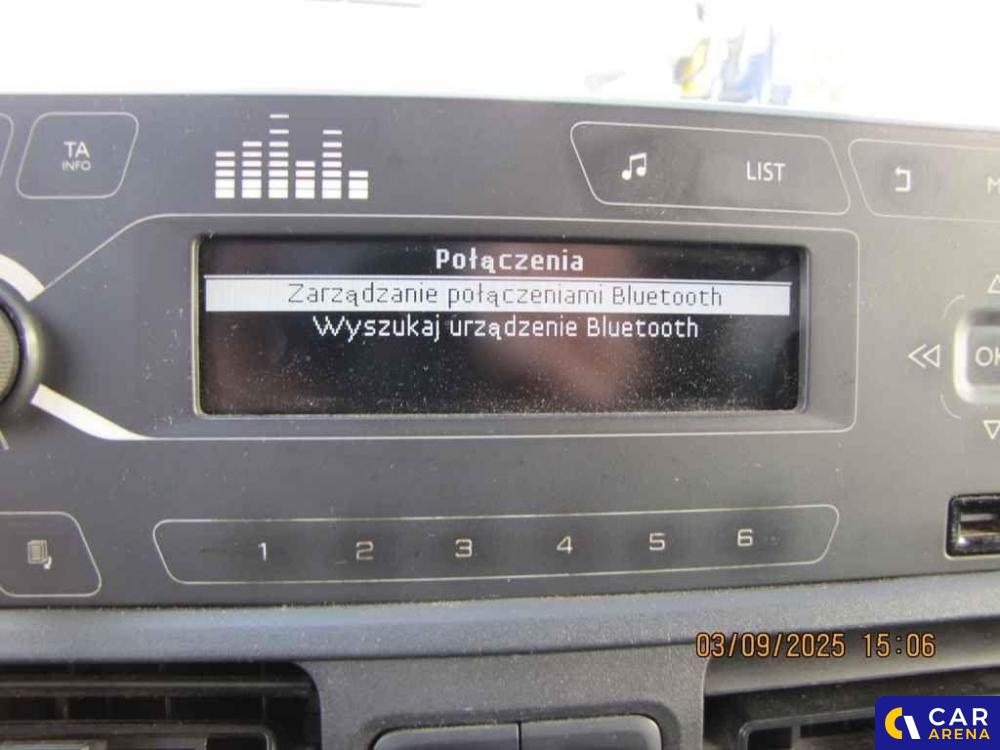 TA
INFO
LIST
Połączenia
Zarządzanie połączeniami Bluetooth
Wyszukaj urządzenie Bluetooth
1 2 3 4 5 6
03/09/2025 15:06
CAR
ARENA